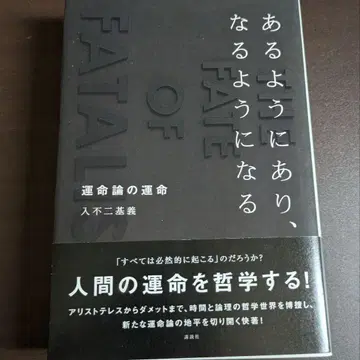 あるようにあり、
なるようになる
THE
FATE
OF
FATALIS
運命論の運命
入不二基義
「すべては必然的に起こる」のだろうか？
人間の運命を哲学する！
アリストテレスからダメットまで、時間と論理の哲学世界を博捜し、
新たな運命論の地平を切り開く快著！
講談社